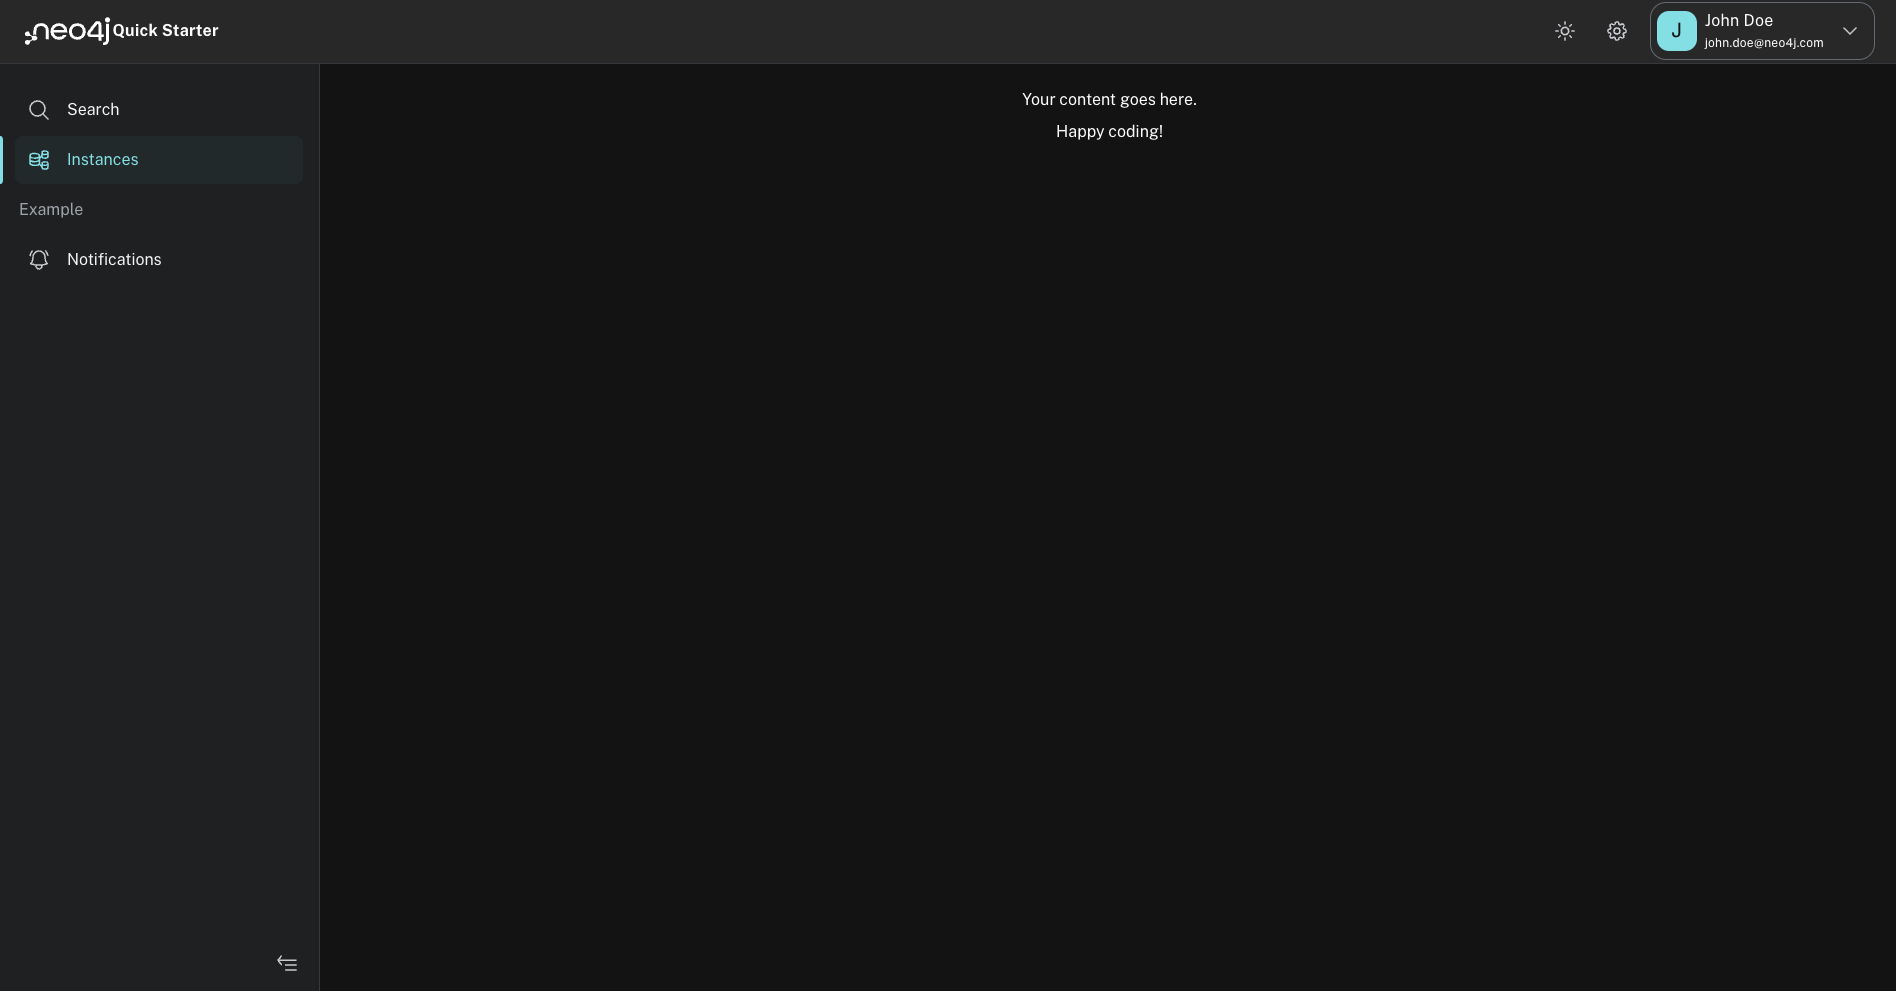 neo4j Quick Starter
J
John Doe
john.doe@neo4j.com
Search
Instances
Example
Notifications
Your content goes here.
Happy coding!